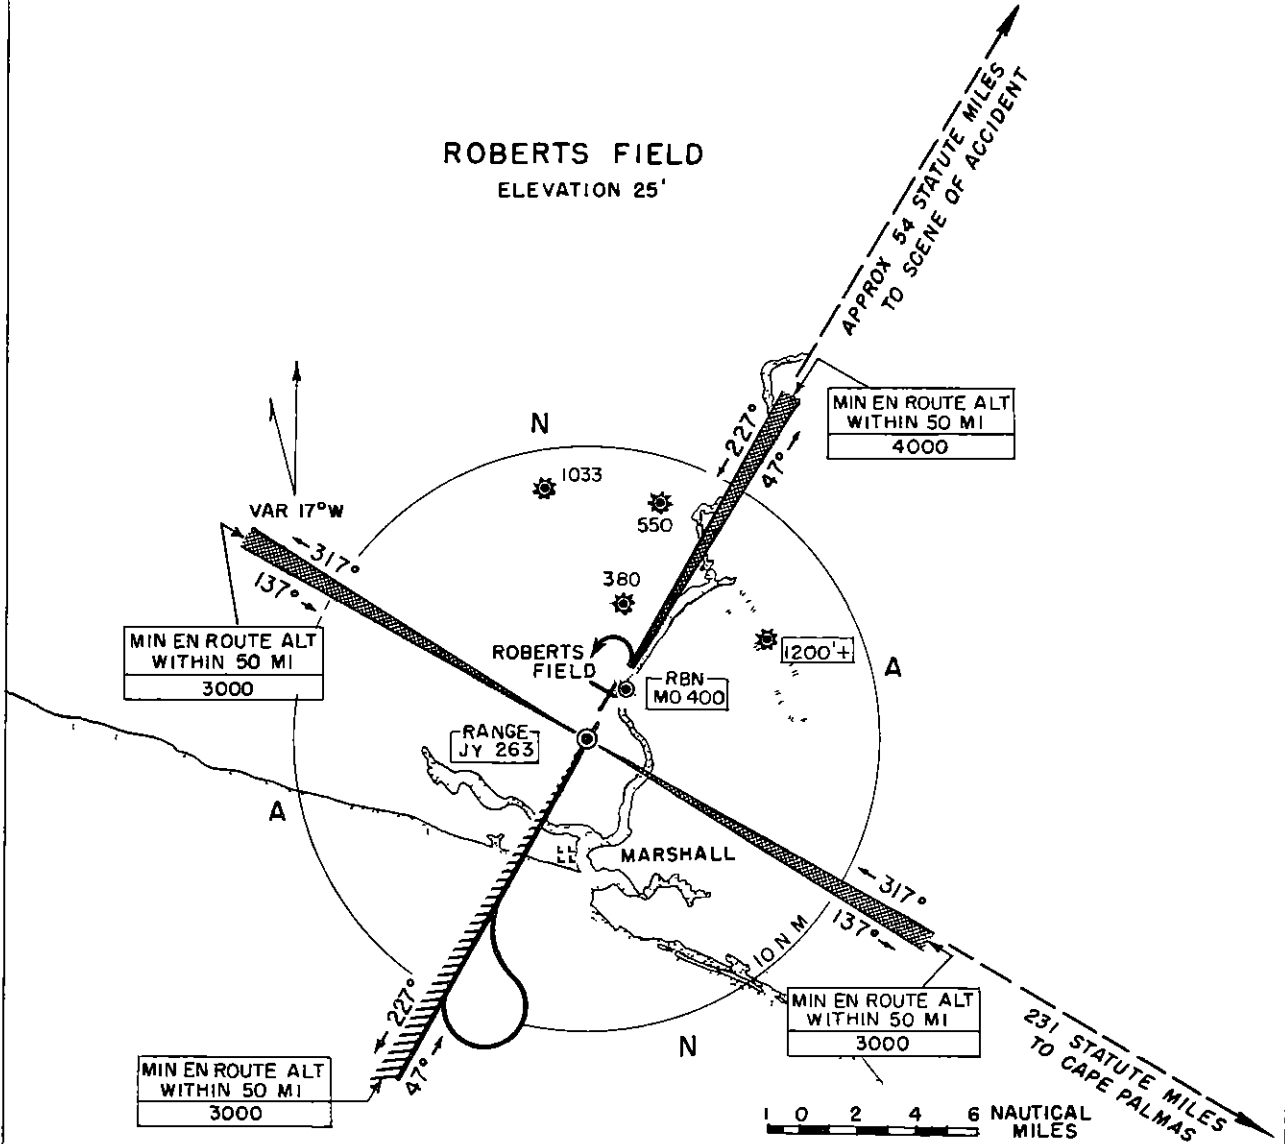 ROBERTS FIELD
ELEVATION 25'
APPROX 54 STATUTE MILES
TO SCENE OF ACCIDENT
MIN EN ROUTE ALT
WITHIN 50 MI
4000
227°
47°
N
1033
550
VAR 17°W
317°
137°
380
MIN EN ROUTE ALT
WITHIN 50 MI
3000
ROBERTS
FIELD
1200'+
A
RBN
MO 400
RANGE
JY 263
A
MARSHALL
317°
137°
10 N M
227°
47°
N
MIN EN ROUTE ALT
WITHIN 50 MI
3000
231 STATUTE MILES
TO CAPE PALMAS
MIN EN ROUTE ALT
WITHIN 50 MI
3000
1 0 2 4 6 NAUTICAL
MILES